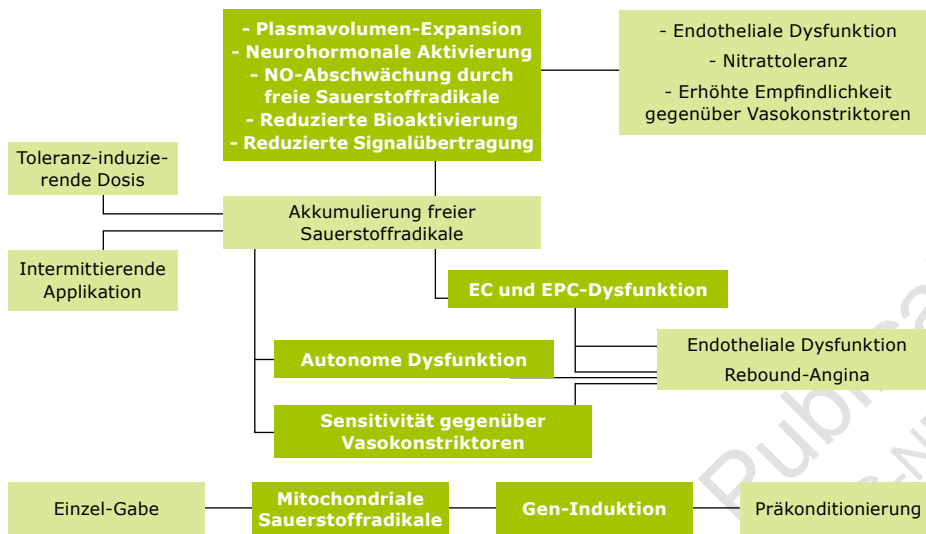 - Plasmavolumen-Expansion
- Neurohormonale Aktivierung
- NO-Abschwächung durch
freie Sauerstoffradikale
- Reduzierte Bioaktivierung
- Reduzierte Signalübertragung
- Endotheliale Dysfunktion
- Nitrattoleranz
- Erhöhte Empfindlichkeit
gegenüber Vasokonstriktoren
Toleranz-induzie-
rende Dosis
Akkumulierung freier
Sauerstoffradikale
Intermittierende
Applikation
EC und EPC-Dysfunktion
Autonome Dysfunktion
Endotheliale Dysfunktion
Rebound-Angina
Sensitivität gegenüber
Vasokonstriktoren
Einzel-Gabe
Mitochondriale
Sauerstoffradikale
Gen-Induktion
Präkonditionierung